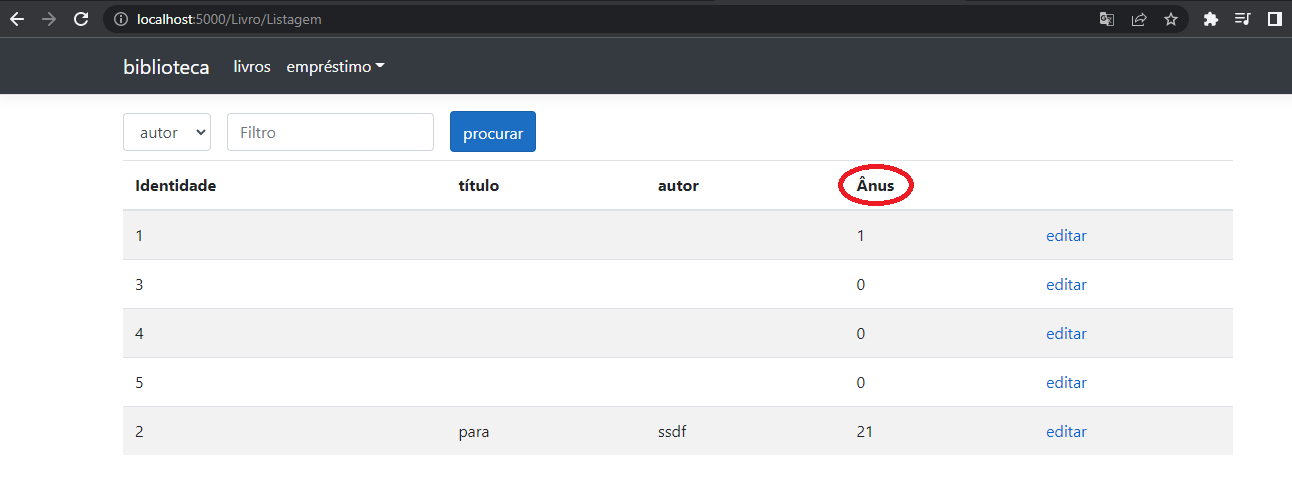 localhost:5000/Livro/Listagem
biblioteca livros empréstimo
autor Filtro procurar
Identidade título autor Ânus
1 1 editar
3 0 editar
4 0 editar
5 0 editar
2 para ssdf 21 editar